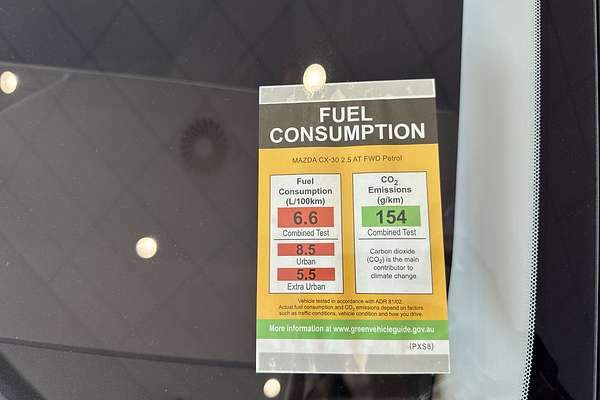 FUEL
CONSUMPTION
MAZDA CX-30 2.5 AT FWD Petrol
Fuel
Consumption
(L/100km)
6.6
Combined Test
8.5
Urban
5.5
Extra Urban
CO2
Emissions
(g/km)
154
Combined Test
Carbon dioxide
(CO2) is the main
contributor to
climate change.
Vehicle tested in accordance with ADR 81/02.
Actual fuel consumption and CO2 emissions depend on factors
such as traffic conditions, vehicle condition and how you drive.
More information at www.greenvehicleguide.gov.au
(PXS8)